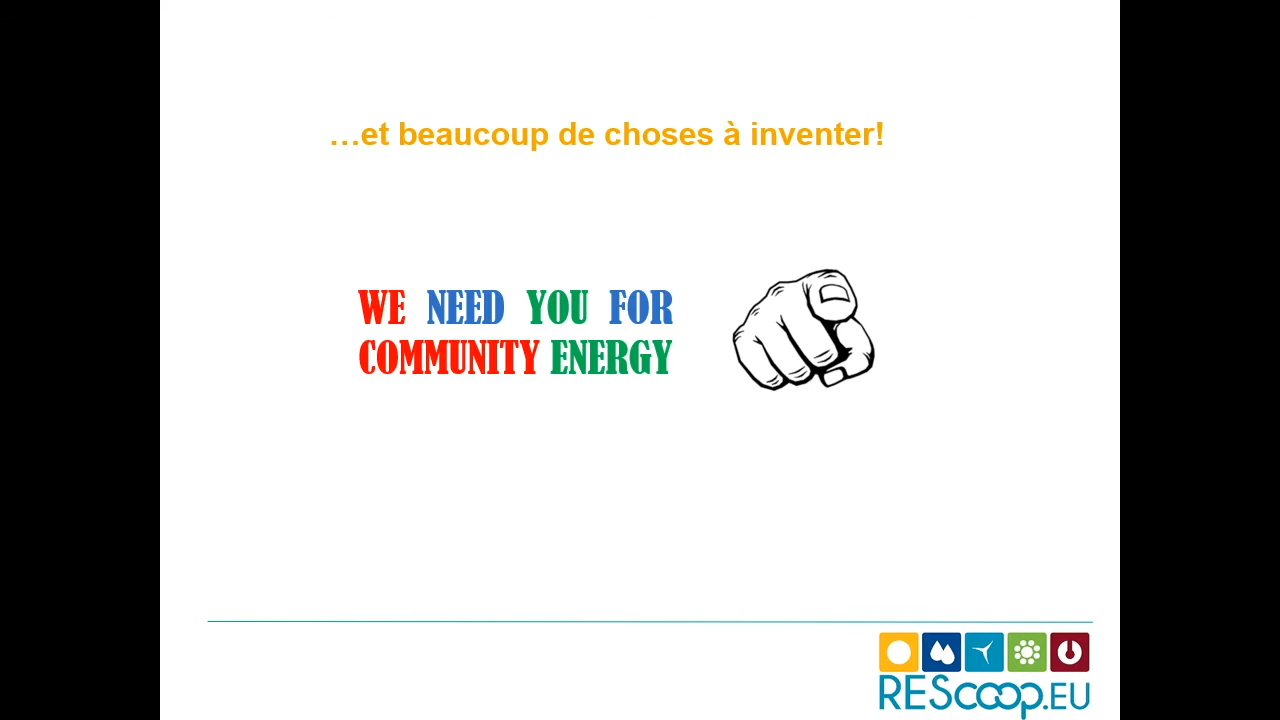 …et beaucoup de choses à inventer!
WE NEED YOU FOR
COMMUNITY ENERGY
REScoop.EU